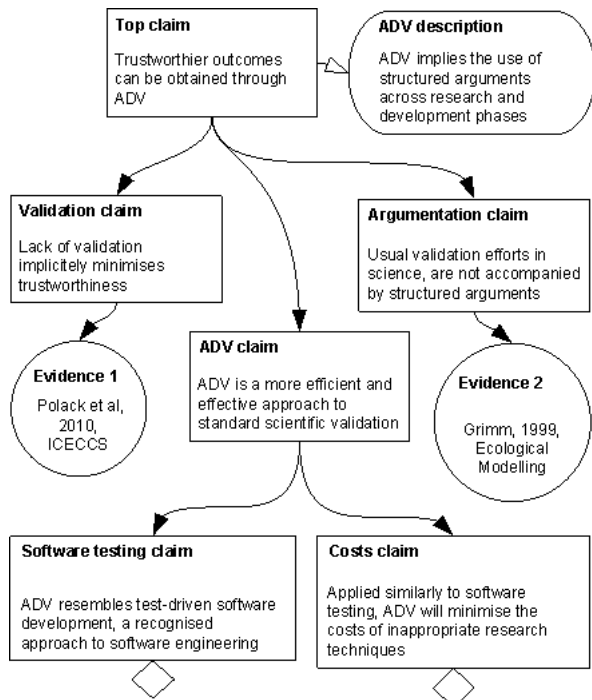 Top claim
Trustworthier outcomes
can be obtained through
ADV
ADV description
ADV implies the use of
structured arguments
across research and
development phases
Validation claim
Lack of validation
implicitely minimises
trustworthiness
Argumentation claim
Usual validation efforts in
science, are not accompanied
by structured arguments
ADV claim
ADV is a more efficient and
effective approach to
standard scientific validation
Evidence 1
Polack et al,
2010,
ICECCS
Evidence 2
Grimm, 1999,
Ecological
Modelling
Software testing claim
ADV resembles test-driven software
development, a recognised
approach to software engineering
Costs claim
Applied similarly to software
testing, ADV will minimise the
costs of inappropriate research
techniques